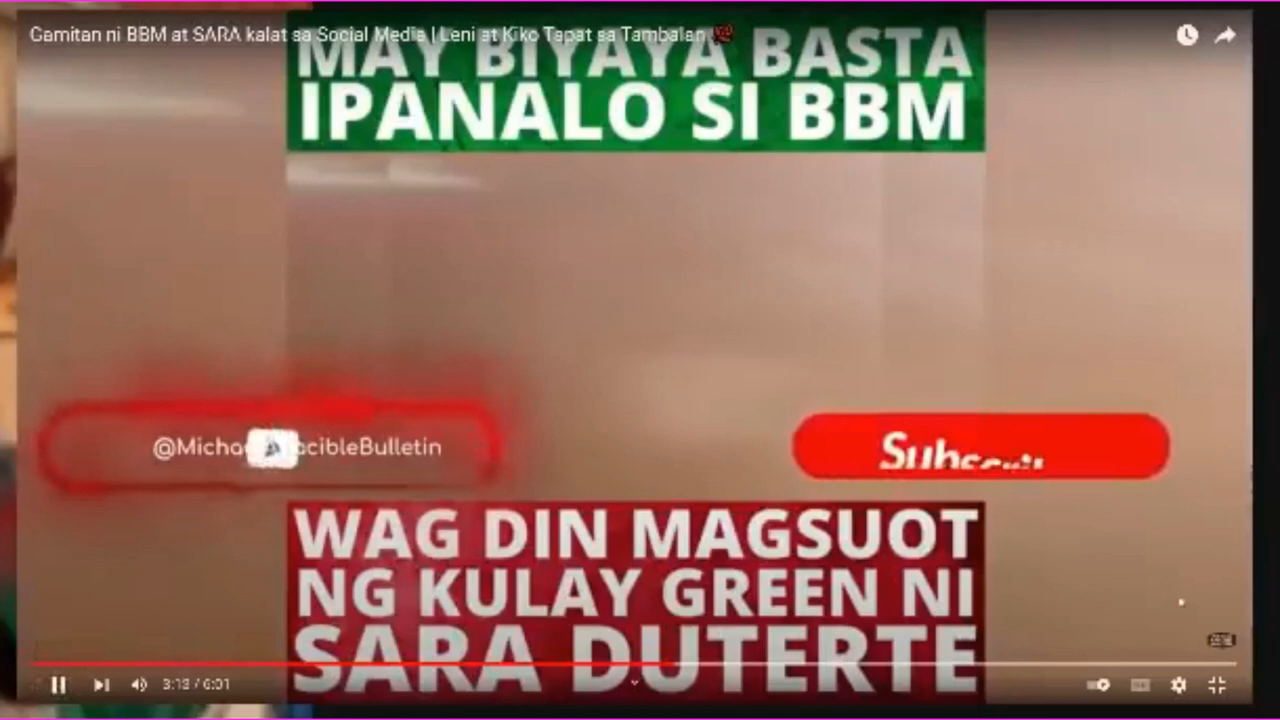 Gamitan ni BBM at SARA kalat sa Social Media | Leni at Kiko Tapat sa Tambalan 💯
MAY BIYAYA BASTA
IPANALO SI BBM
WAG DIN MAGSUOT
NG KULAY GREEN NI
SARA DUTERTE
3:13 / 6:01